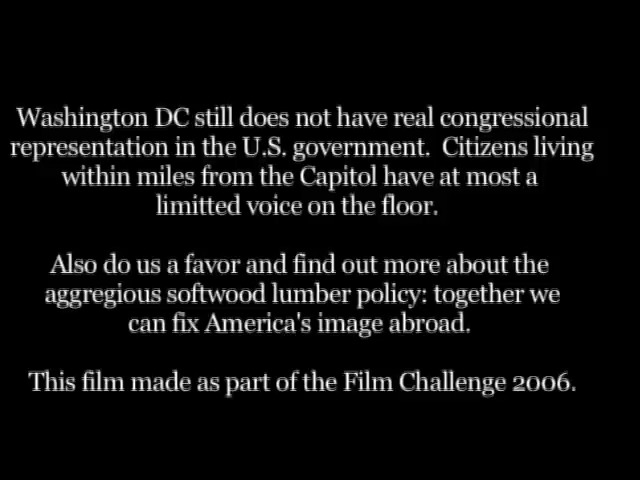 Washington DC still does not have real congressional
representation in the U.S. government.  Citizens living
within miles from the Capitol have at most a
limitted voice on the floor.
Also do us a favor and find out more about the
aggregious softwood lumber policy: together we
can fix America's image abroad.
This film made as part of the Film Challenge 2006.